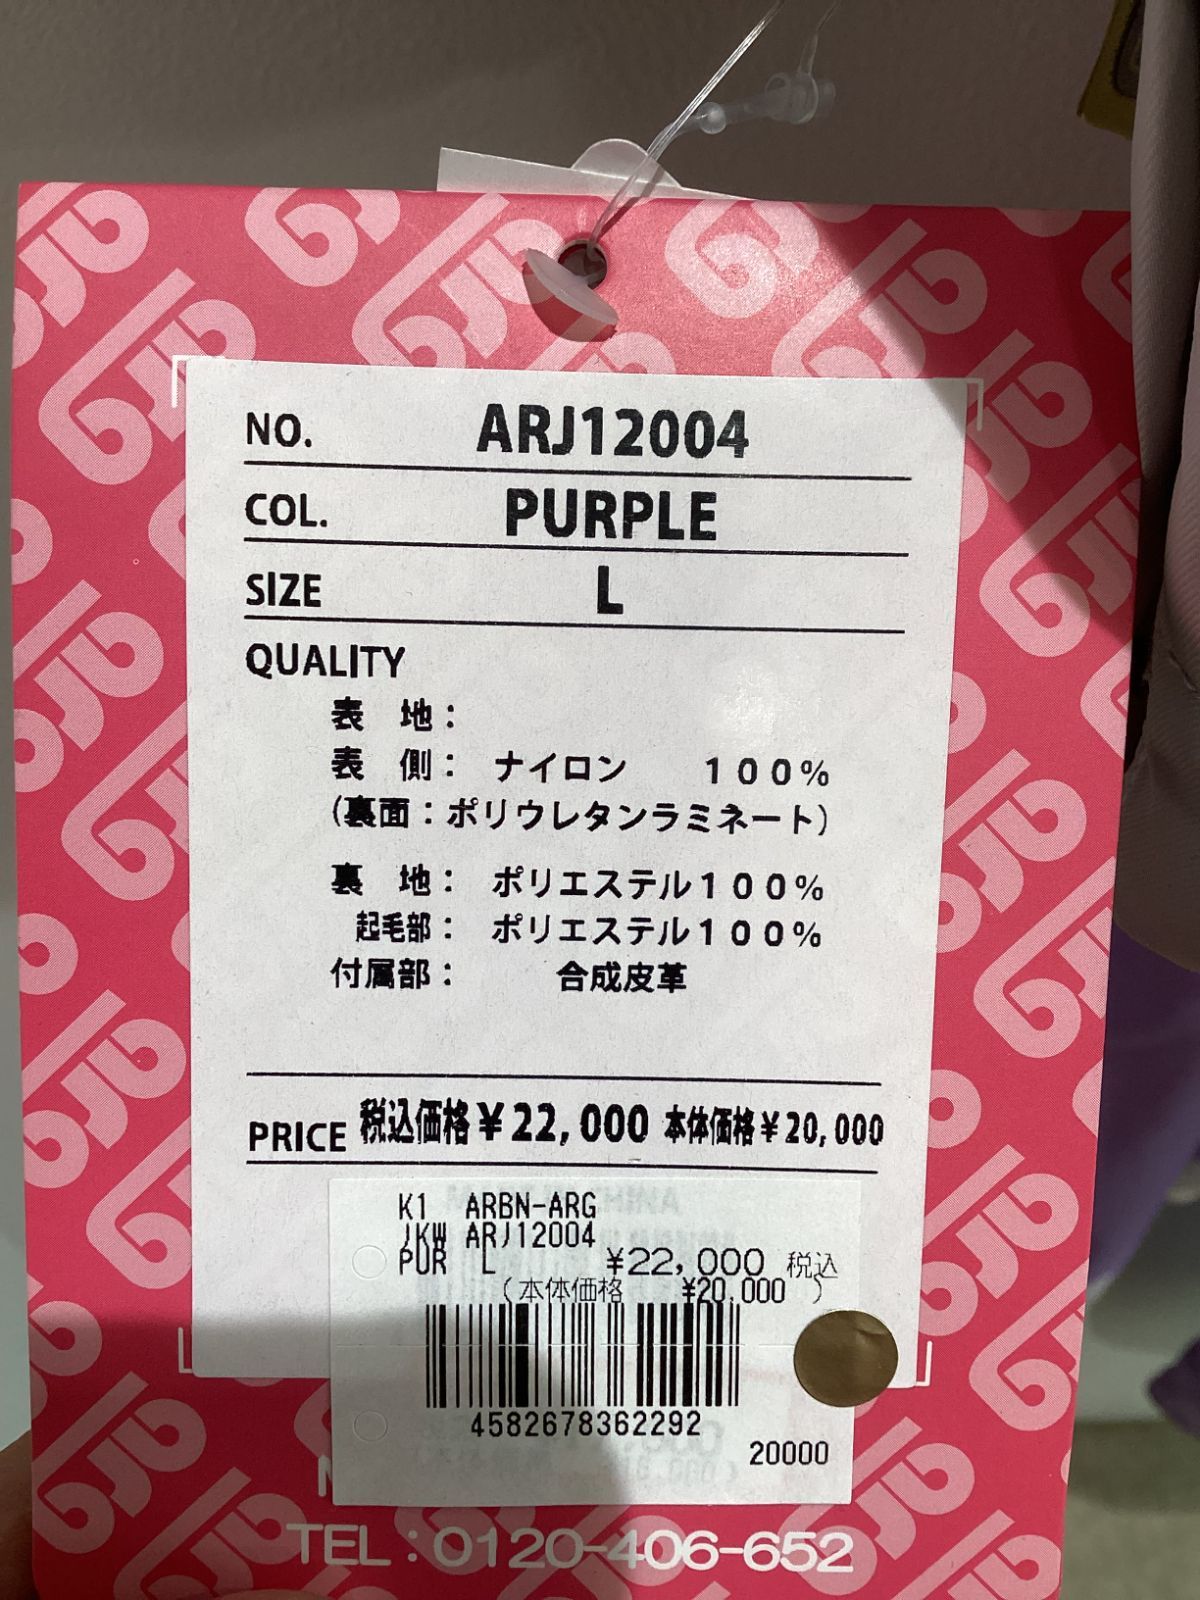 NO. ARJ12004
COL. PURPLE
SIZE L
QUALITY
表 地：
表 側： ナイロン １００％
（裏面：ポリウレタンラミネート）
裏 地： ポリエステル１００％
起毛部： ポリエステル１００％
付属部： 合成皮革
PRICE 税込価格￥22,000 本体価格￥20,000
K1 ARBN-ARG
JKW ARJ12004
PUR L ¥22,000 税込
（本体価格 ¥20,000 ）
4582678362292
20000
TEL：0120-406-652